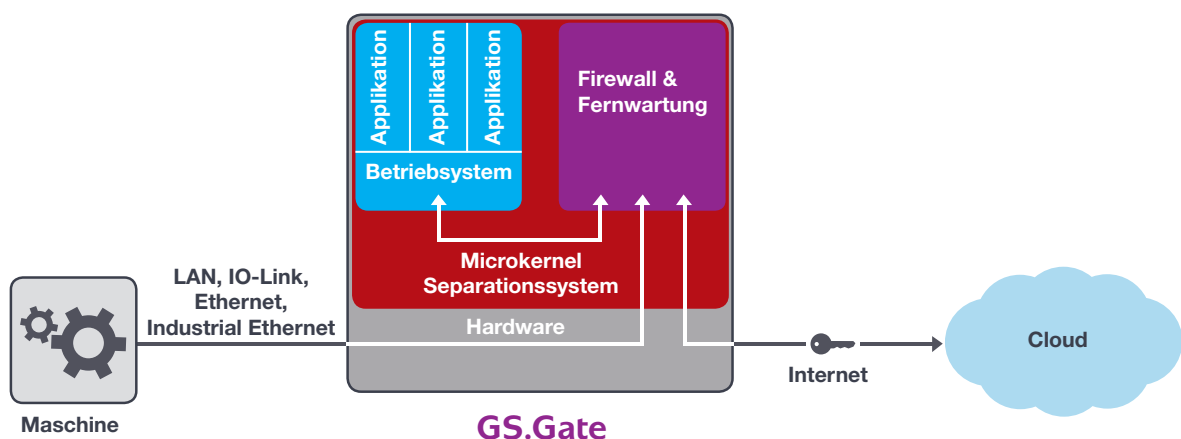 Applikation
Applikation
Applikation
Betriebsystem
Firewall &
Fernwartung
Microkernel
Separationssystem
Hardware
LAN, IO-Link,
Ethernet,
Industrial Ethernet
Maschine
Internet
Cloud
GS.Gate